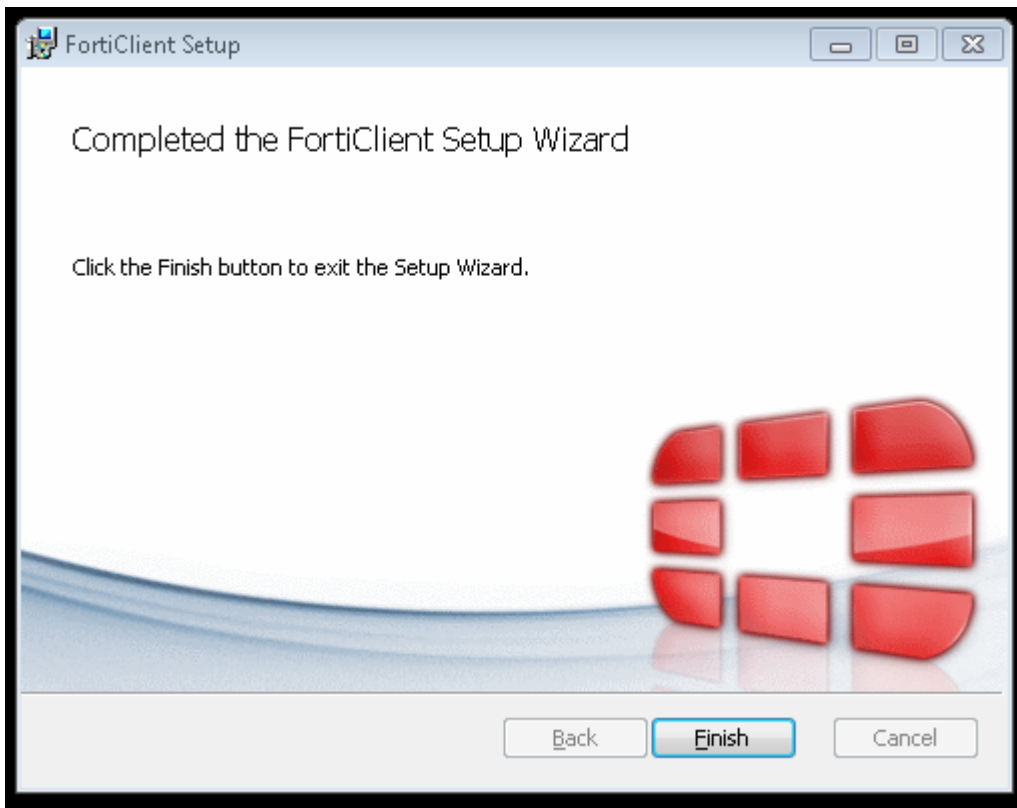 FortiClient Setup
Completed the FortiClient Setup Wizard
Click the Finish button to exit the Setup Wizard.
Back
Finish
Cancel